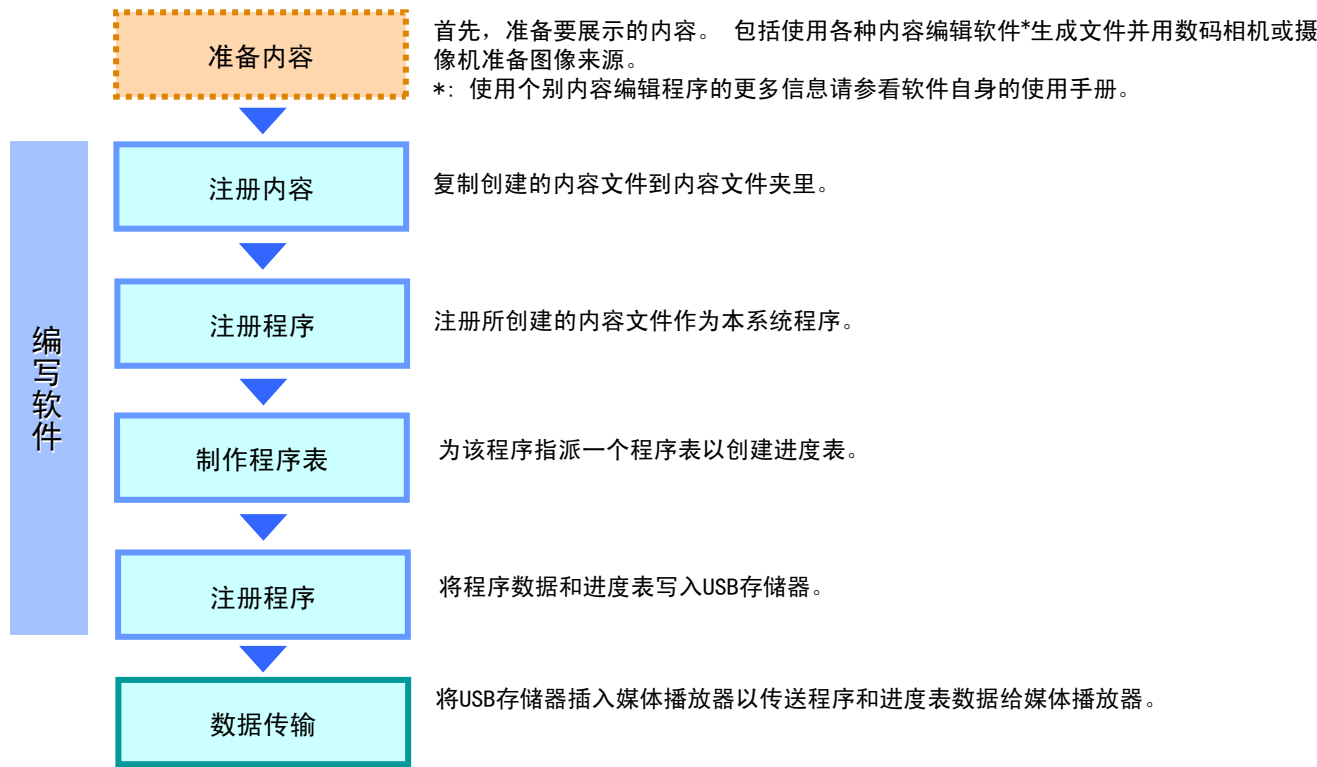 准备内容
首先，准备要展示的内容。 包括使用各种内容编辑软件*生成文件并用数码相机或摄
像机准备图像来源。
*: 使用个别内容编辑程序的更多信息请参看软件自身的使用手册。
编写软件
注册内容
复制创建的内容文件到内容文件夹里。
注册程序
注册所创建的内容文件作为本系统程序。
制作程序表
为该程序指派一个程序表以创建进度表。
注册程序
将程序数据和进度表写入USB存储器。
数据传输
将USB存储器插入媒体播放器以传送程序和进度表数据给媒体播放器。